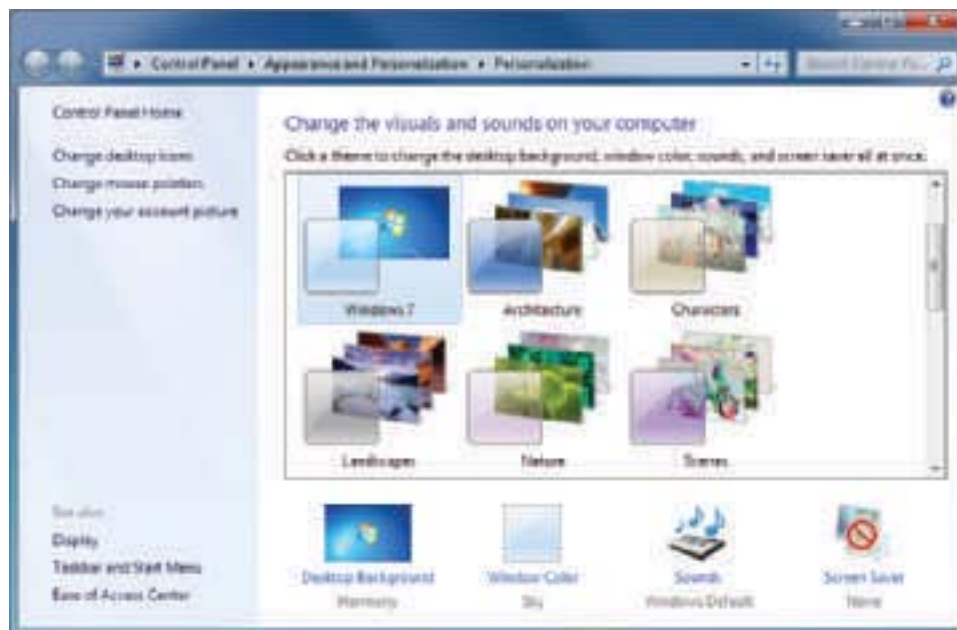 Control Panel ▸ Appearance and Personalization ▸ Personalization
Control Panel Home
Change desktop icons
Change mouse pointers
Change your account picture
See also
Display
Taskbar and Start Menu
Ease of Access Center
Change the visuals and sounds on your computer
Click a theme to change the desktop background, window color, sounds, and screen saver all at once.
Windows 7
Architecture
Characters
Landscapes
Nature
Scenes
Desktop Background
Harmony
Window Color
Sky
Sounds
Windows Default
Screen Saver
None